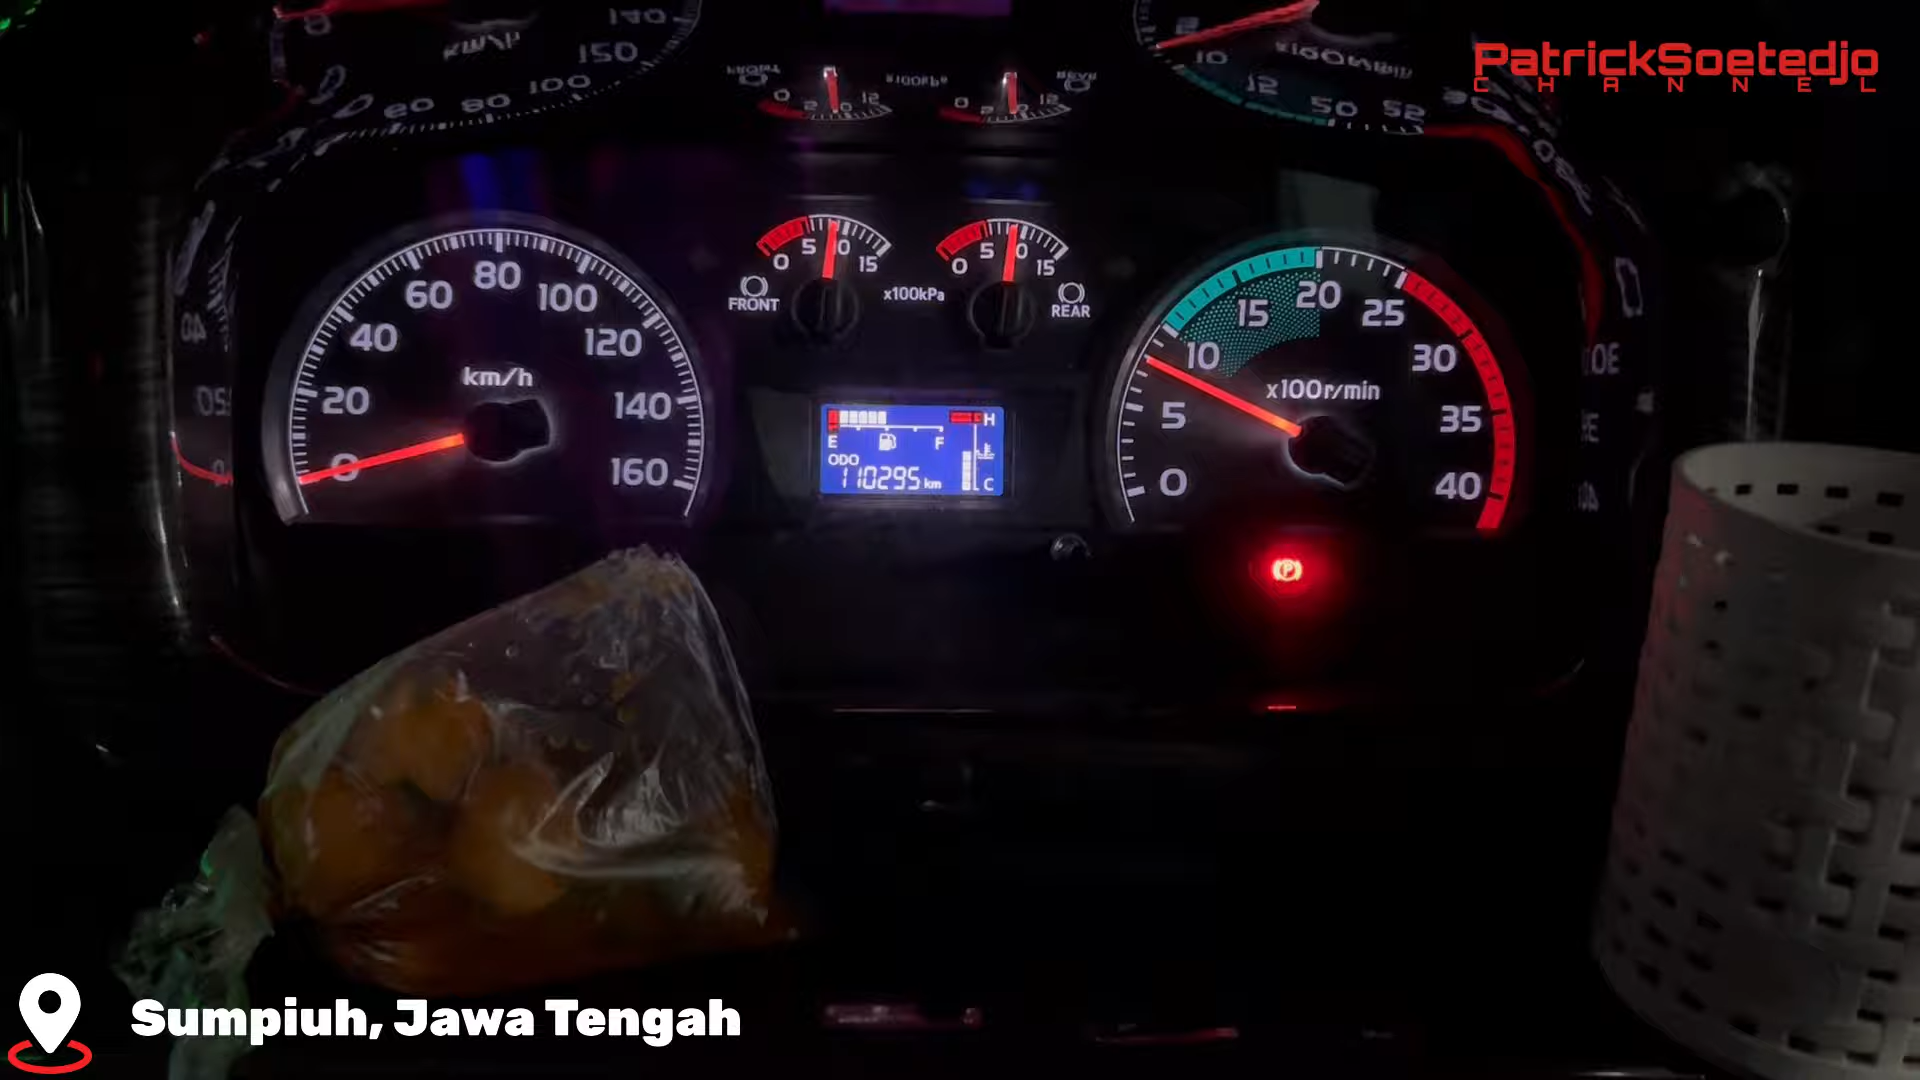 PatrickSoetedjo
CHANNEL
0 20 40 60 80 100 120 140 160
km/h
0 5 10 15
FRONT
x100kPa
0 5 10 15
REAR
0 5 10 15 20 25 30 35 40
x100r/min
H
E F
ODO
110295 km
C
P
Sumpiuh, Jawa Tengah